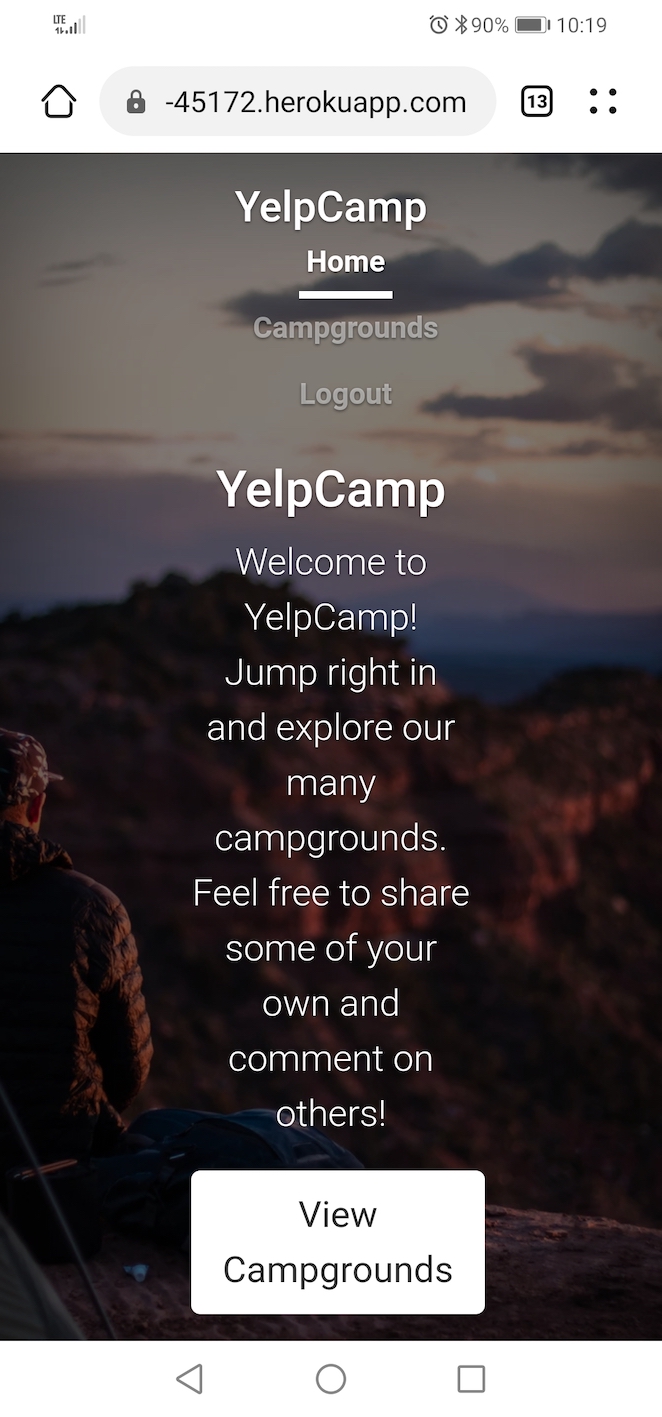 LTE
90% 10:19
-45172.herokuapp.com 13
YelpCamp
Home
Campgrounds
Logout
YelpCamp
Welcome to
YelpCamp!
Jump right in
and explore our
many
campgrounds.
Feel free to share
some of your
own and
comment on
others!
View
Campgrounds